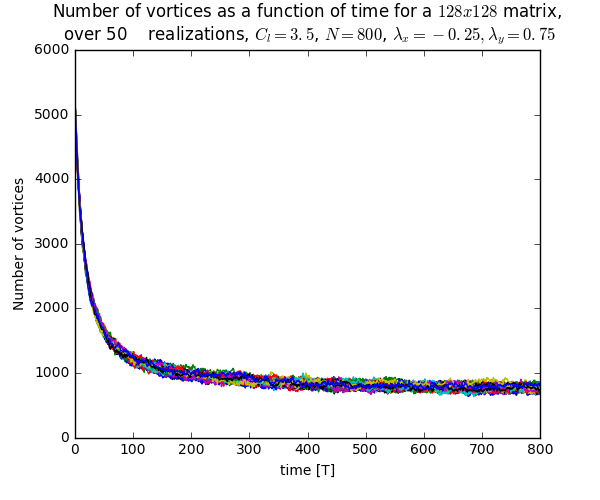 Number of vortices as a function of time for a 128x128 matrix,
over 50 realizations, C_l = 3.5, N = 800, λ_x = −0.25, λ_y = 0.75
6000
5000
4000
3000
2000
1000
0
Number of vortices
0 100 200 300 400 500 600 700 800
time [T]